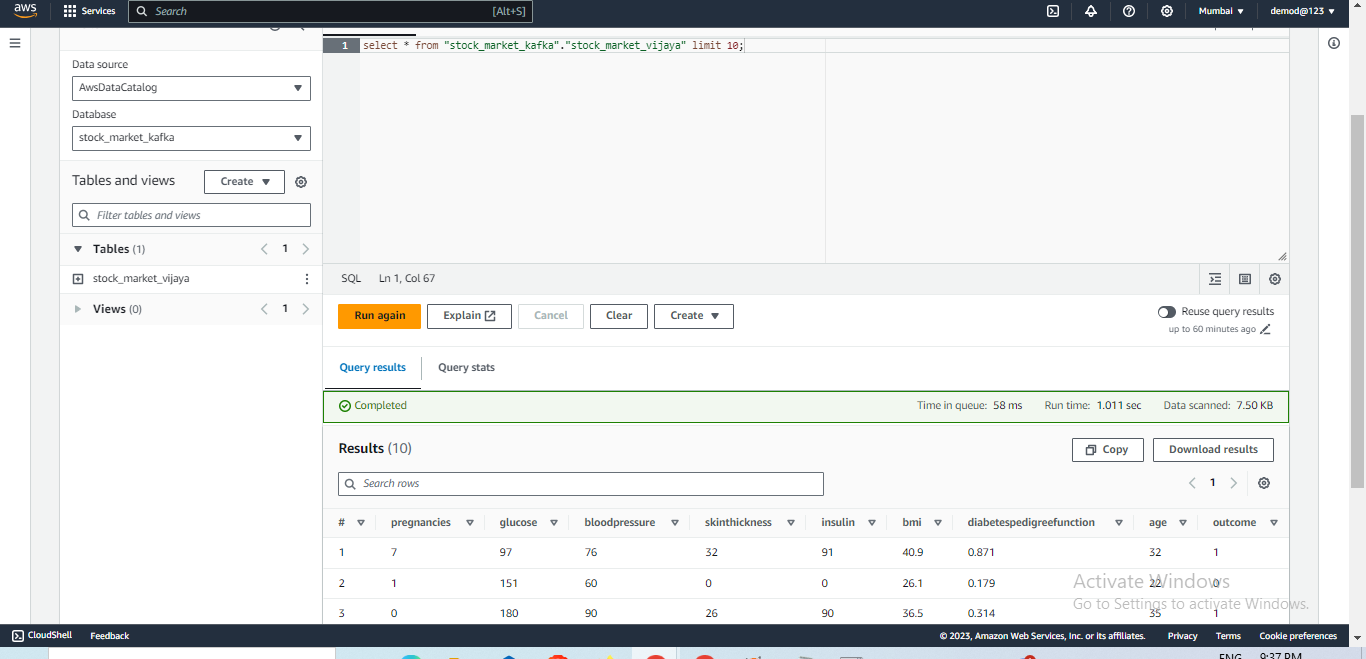 aws Services Search [Alt+S] Mumbai demod@123
Data source
AwsDataCatalog
Database
stock_market_kafka
Tables and views Create
Filter tables and views
Tables (1) 1
stock_market_vijaya
Views (0) 1
1 select * from "stock_market_kafka"."stock_market_vijaya" limit 10;
SQL Ln 1, Col 67
Run again Explain Cancel Clear Create Reuse query results
up to 60 minutes ago
Query results Query stats
Completed Time in queue: 58 ms Run time: 1.011 sec Data scanned: 7.50 KB
Results (10) Copy Download results
Search rows 1
# pregnancies glucose bloodpressure skinthickness insulin bmi diabetespedigreefunction age outcome
1 7 97 76 32 91 40.9 0.871 32 1
2 1 151 60 0 0 26.1 0.179 22 0
3 0 180 90 26 90 36.5 0.314 35 1
Activate Windows
Go to Settings to activate Windows.
CloudShell Feedback © 2023, Amazon Web Services, Inc. or its affiliates. Privacy Terms Cookie preferences
ENG 9:37 PM